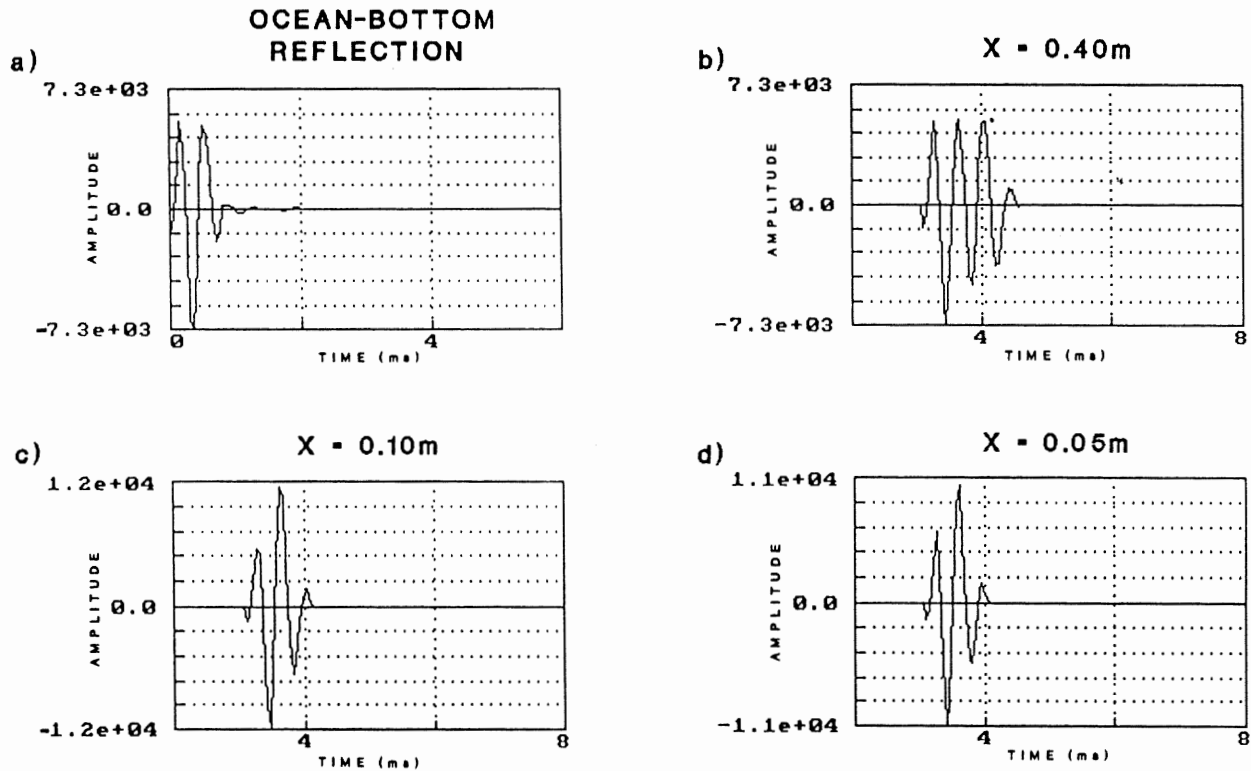 OCEAN-BOTTOM
REFLECTION
a)
7.3e+03
AMPLITUDE
0.0
-7.3e+03
0 4
TIME (ms)
b)
X = 0.40m
7.3e+03
AMPLITUDE
0.0
-7.3e+03
4 8
TIME (ms)
c)
X = 0.10m
1.2e+04
AMPLITUDE
0.0
-1.2e+04
4 8
TIME (ms)
d)
X = 0.05m
1.1e+04
AMPLITUDE
0.0
-1.1e+04
4 8
TIME (ms)